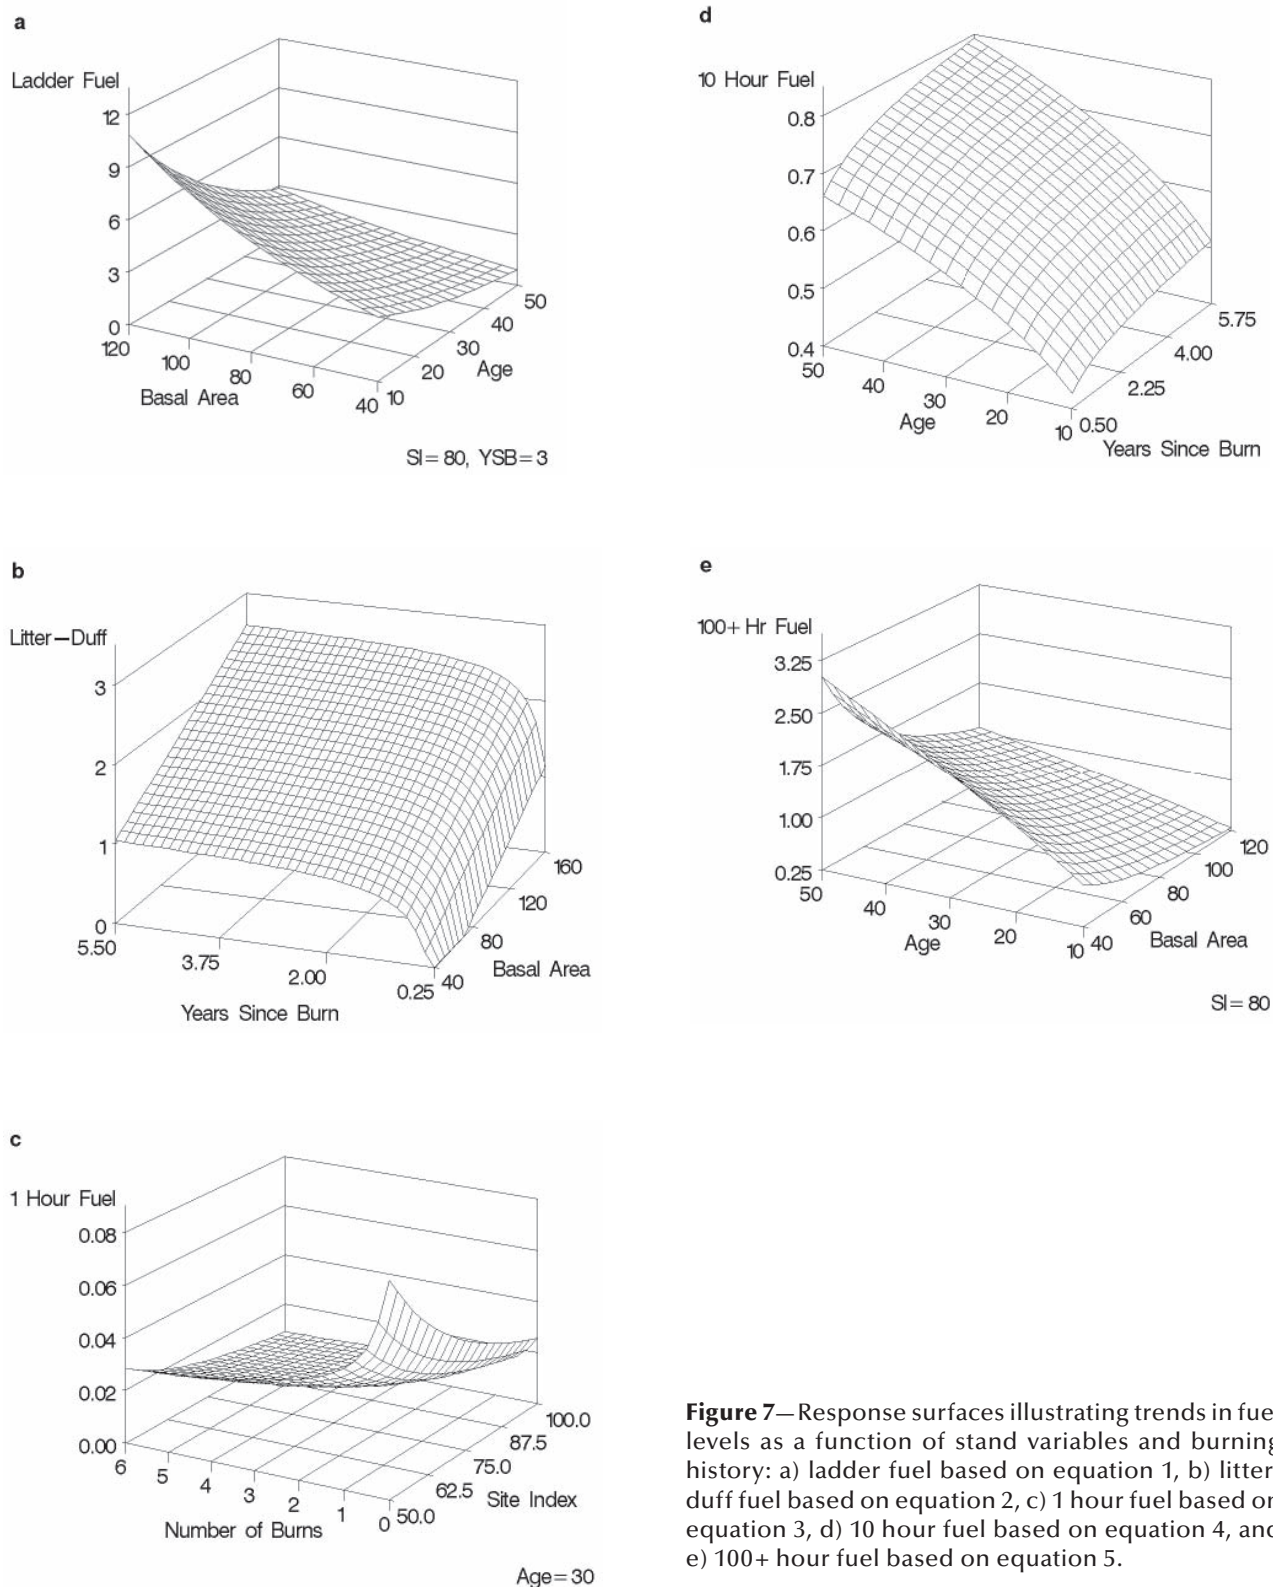 a
Ladder Fuel
12
9
6
3
0
120
100
80
60
40
10
20
30
40
50
Basal Area
Age
SI= 80, YSB= 3
b
Litter—Duff
3
2
1
0
5.50
3.75
2.00
0.25
40
80
120
160
Years Since Burn
Basal Area
c
1 Hour Fuel
0.08
0.06
0.04
0.02
0.00
6
5
4
3
2
1
0
50.0
62.5
75.0
87.5
100.0
Number of Burns
Site Index
Age= 30
d
10 Hour Fuel
0.8
0.7
0.6
0.5
0.4
50
40
30
20
10
0.50
2.25
4.00
5.75
Age
Years Since Burn
e
100+ Hr Fuel
3.25
2.50
1.75
1.00
0.25
50
40
30
20
10
40
60
80
100
120
Age
Basal Area
SI= 80
Figure 7—Response surfaces illustrating trends in fue
levels as a function of stand variables and burning
history: a) ladder fuel based on equation 1, b) litter
duff fuel based on equation 2, c) 1 hour fuel based on
equation 3, d) 10 hour fuel based on equation 4, and
e) 100+ hour fuel based on equation 5.